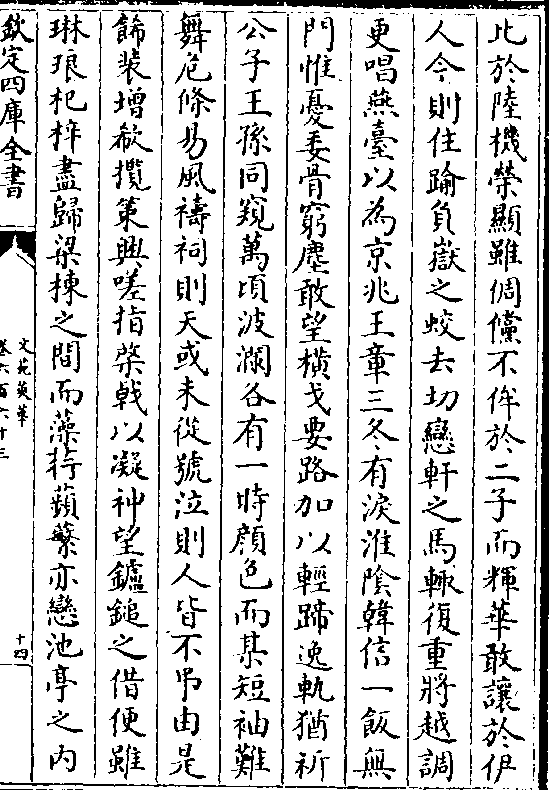 比於陸機榮顯雖倜儻不侔於二子而輝華敢讓於伊
人今則住踰負嶽之蛟去切戀軒之馬輙復重將越調
更唱燕臺以為京兆王章三冬有淚淮陰韓信一飯無
門惟憂委骨窮塵敢望橫戈要路加以輕蹄逸軌猶祈
公子王孫同窺萬頃波瀾各有一時顔色而某短袖難
舞危條易風禱祠則天或未從號泣則人皆不弔由是
餙裝增欷攬策興嗟指棨戟以凝神望鑪鎚之借便雖
琳琅杞梓盡歸梁棟之間而藻荇蘋蘩亦戀池亭之内
欽定四庫全書
文苑英華
卷六百六十三
十四